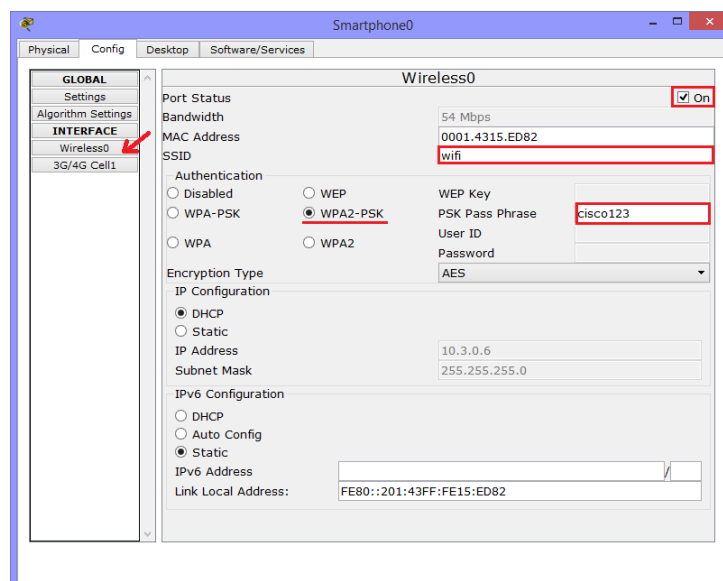 Smartphone0
Physical Config Desktop Software/Services
GLOBAL
Settings
Algorithm Settings
INTERFACE
Wireless0
3G/4G Cell1
Wireless0
Port Status On
Bandwidth 54 Mbps
MAC Address 0001.4315.ED82
SSID wifi
Authentication
Disabled WEP WEP Key
WPA-PSK WPA2-PSK PSK Pass Phrase cisco123
User ID
WPA WPA2
Password
Encryption Type AES
IP Configuration
DHCP
Static
IP Address 10.3.0.6
Subnet Mask 255.255.255.0
IPv6 Configuration
DHCP
Auto Config
Static
IPv6 Address /
Link Local Address: FE80::201:43FF:FE15:ED82